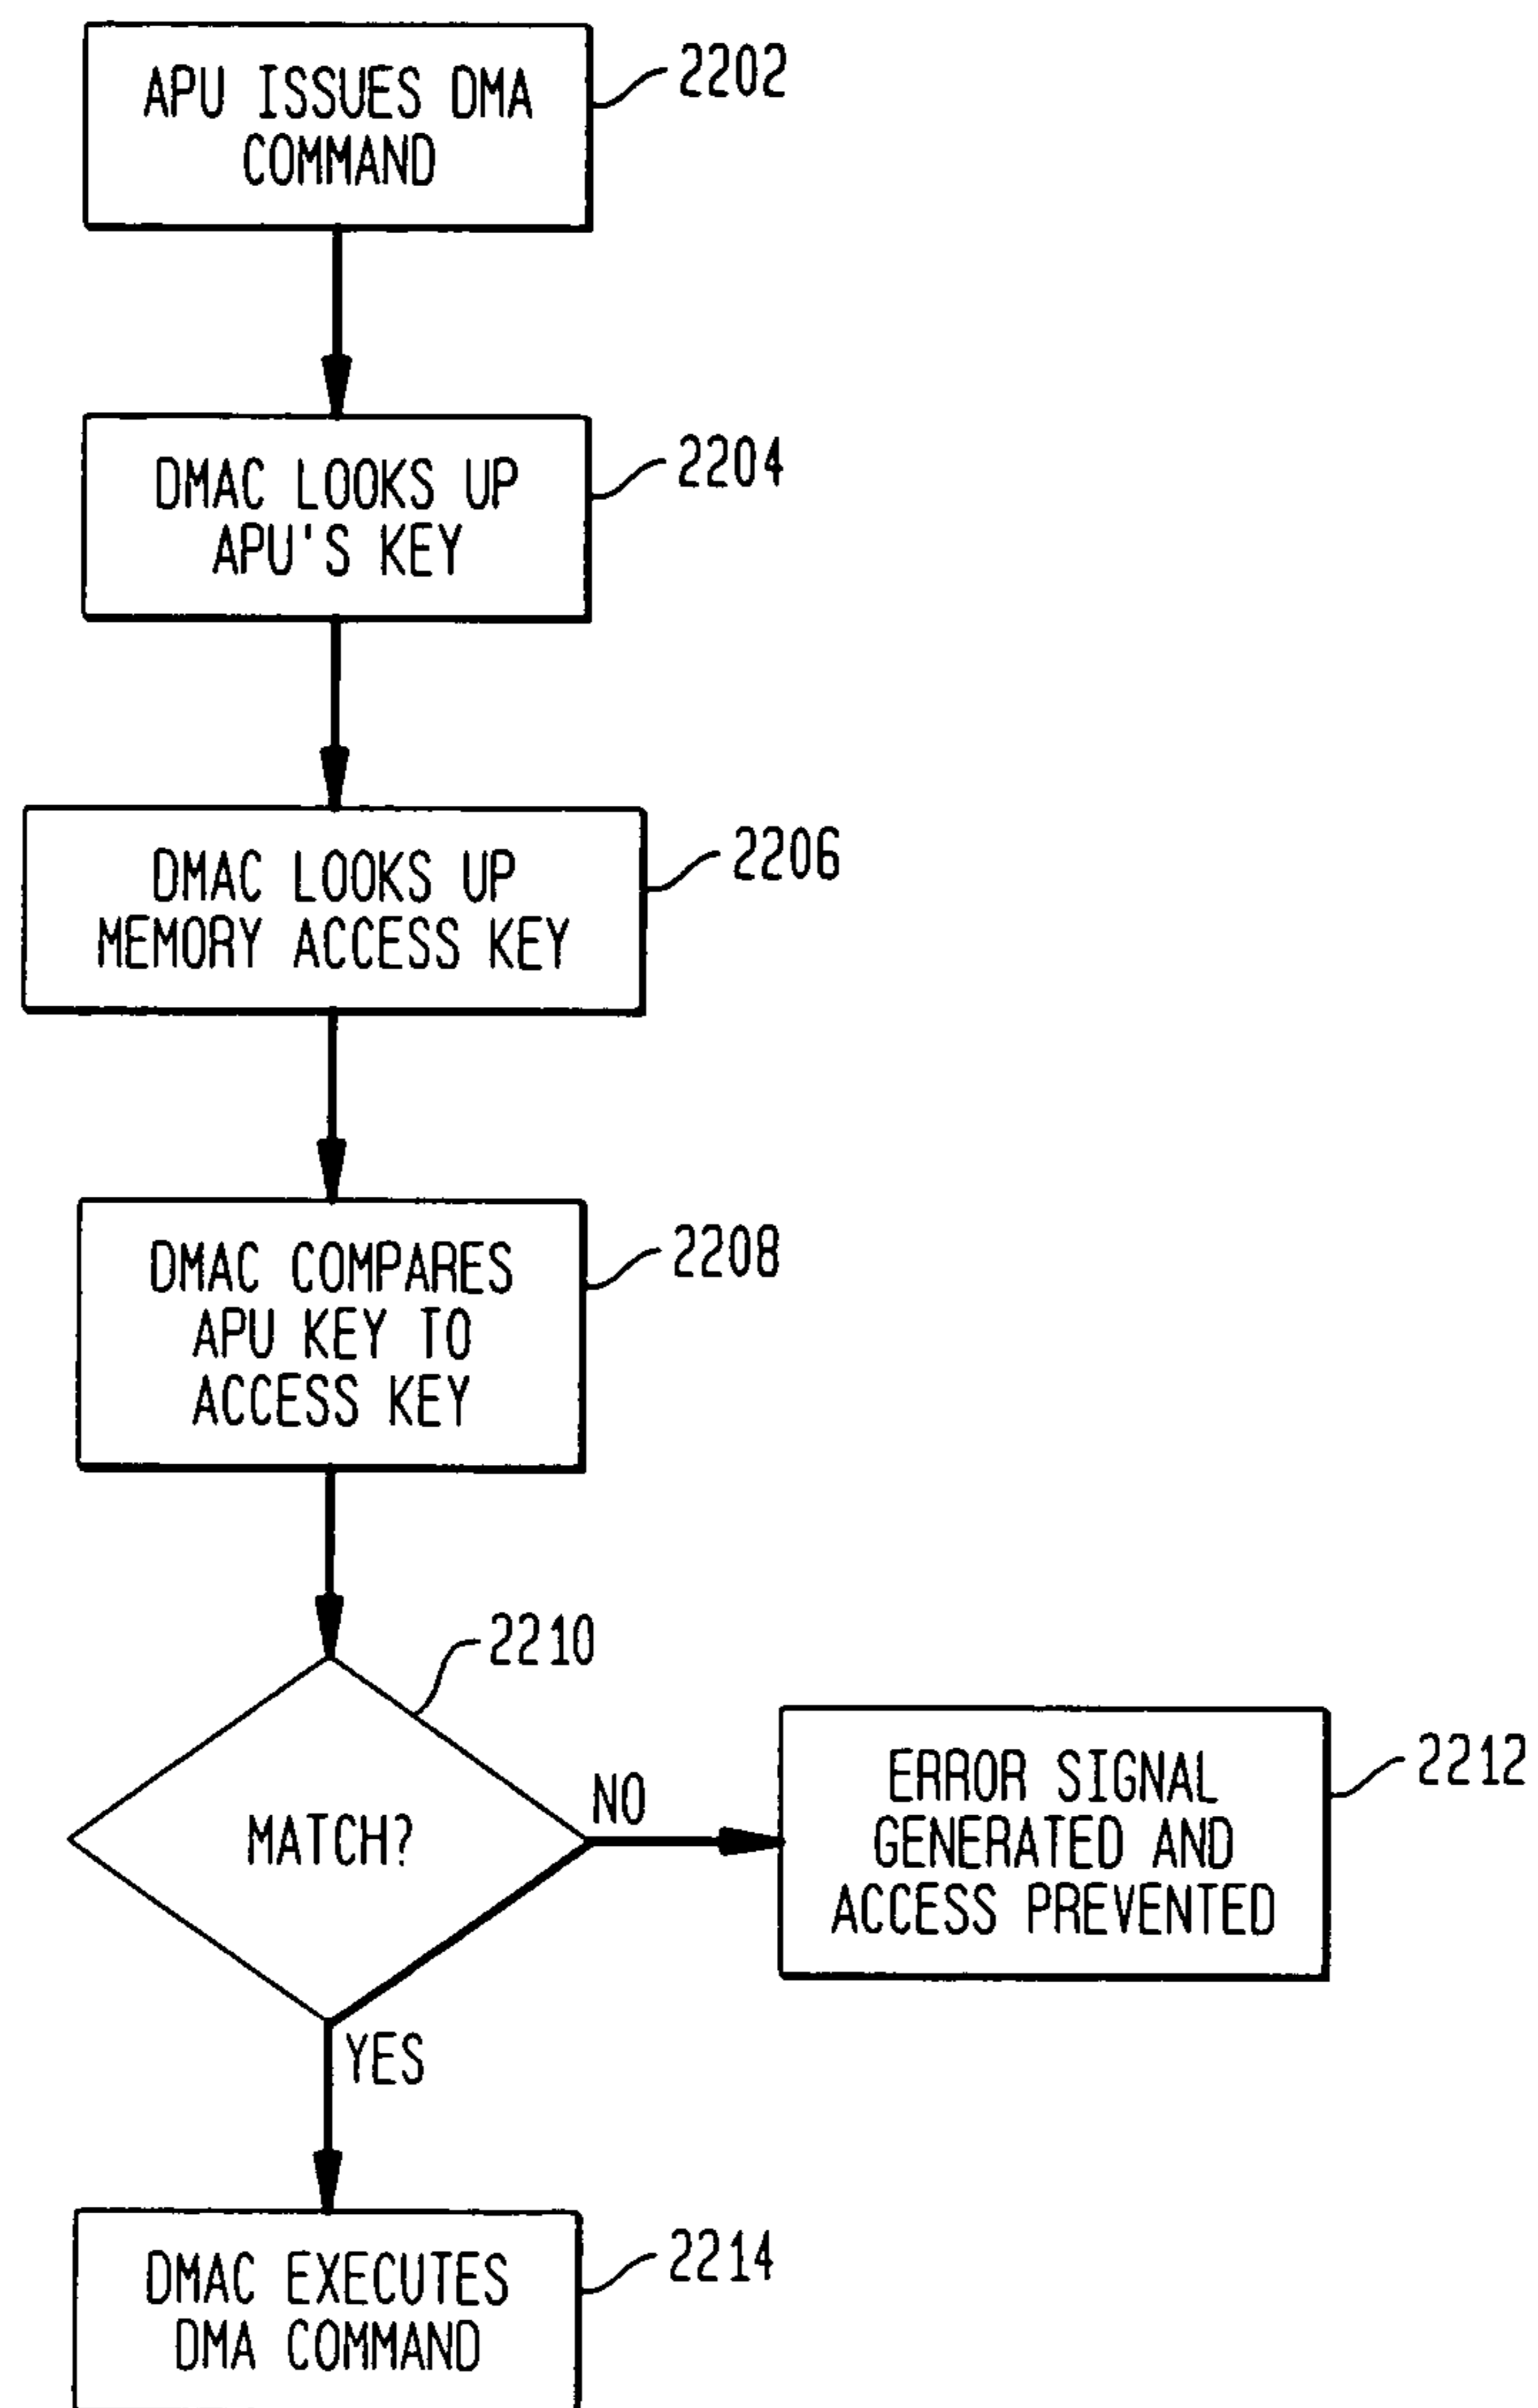 APU ISSUES DMA
COMMAND
2202
DMAC LOOKS UP
APU'S KEY
2204
DMAC LOOKS UP
MEMORY ACCESS KEY
2206
DMAC COMPARES
APU KEY TO
ACCESS KEY
2208
2210
MATCH?
NO
ERROR SIGNAL
GENERATED AND
ACCESS PREVENTED
2212
YES
DMAC EXECUTES
DMA COMMAND
2214